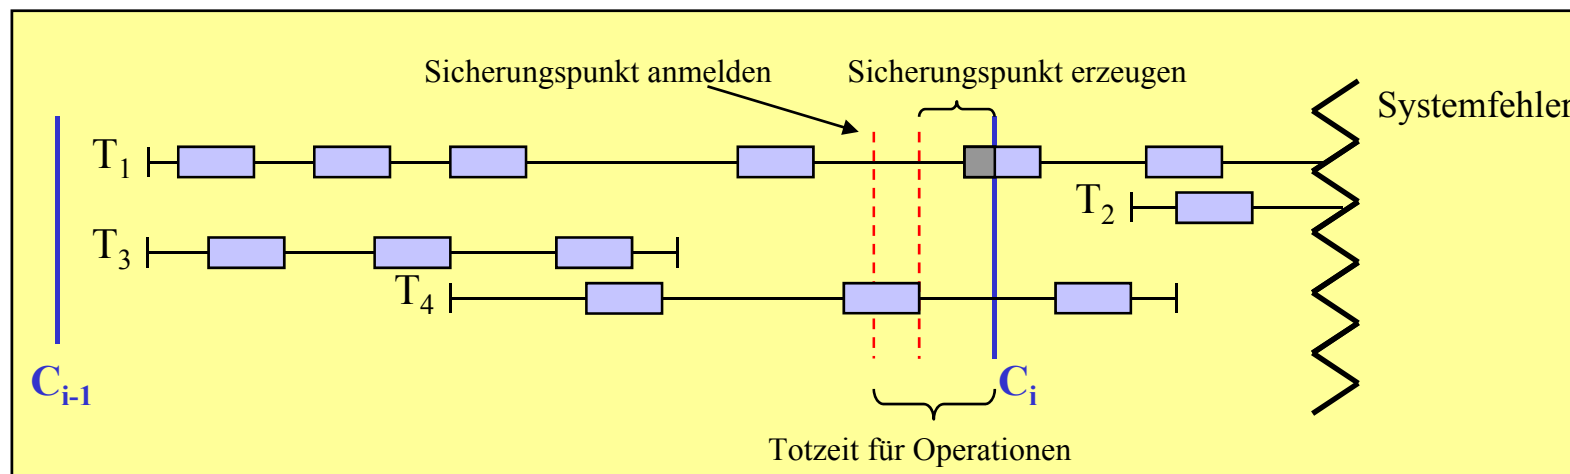 Sicherungspunkt anmelden
Sicherungspunkt erzeugen
Systemfehler
T1
T2
T3
T4
Ci-1
Ci
Totzeit für Operationen